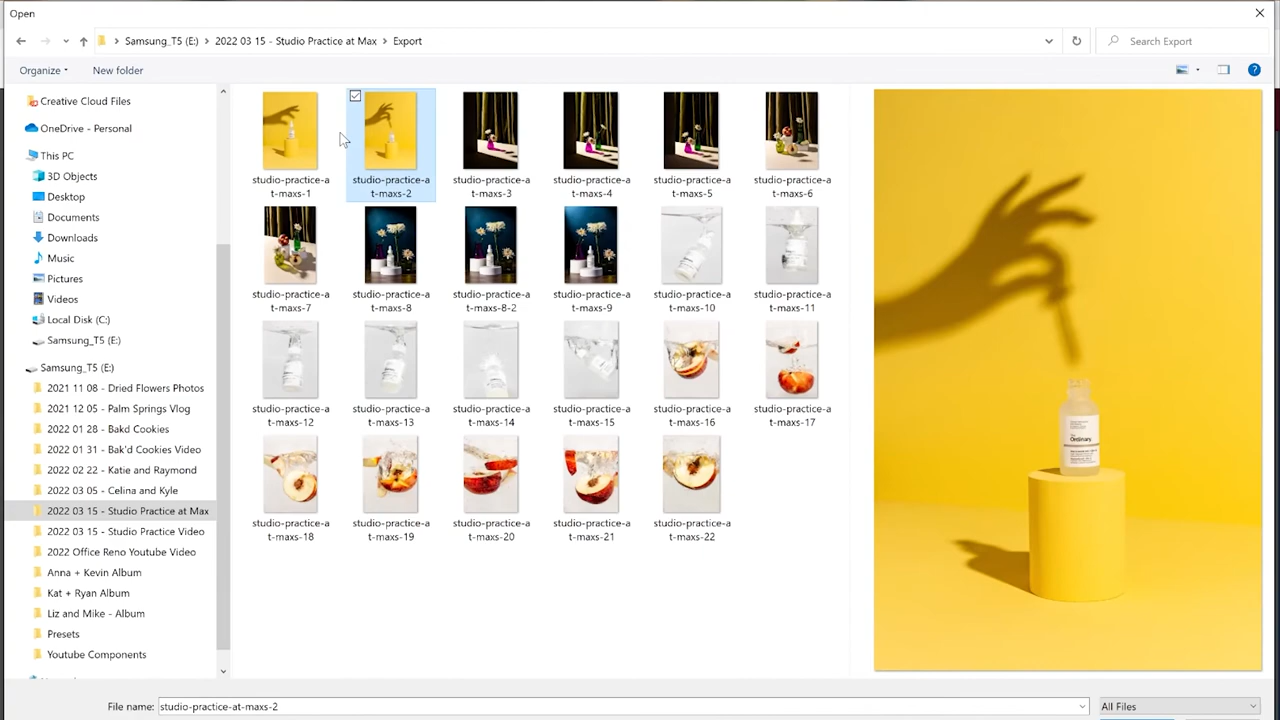 Open
Samsung_T5 (E:) > 2022 03 15 - Studio Practice at Max > Export
Search Export
Organize
New folder
Creative Cloud Files
OneDrive - Personal
This PC
3D Objects
Desktop
Documents
Downloads
Music
Pictures
Videos
Local Disk (C:)
Samsung_T5 (E:)
Samsung_T5 (E:)
2021 11 08 - Dried Flowers Photos
2021 12 05 - Palm Springs Vlog
2022 01 28 - Bakd Cookies
2022 01 31 - Bak'd Cookies Video
2022 02 22 - Katie and Raymond
2022 03 05 - Celina and Kyle
2022 03 15 - Studio Practice at Max
2022 03 15 - Studio Practice Video
2022 Office Reno Youtube Video
Anna + Kevin Album
Kat + Ryan Album
Liz and Mike - Album
Presets
Youtube Components
studio-practice-a
t-maxs-1
studio-practice-a
t-maxs-2
studio-practice-a
t-maxs-3
studio-practice-a
t-maxs-4
studio-practice-a
t-maxs-5
studio-practice-a
t-maxs-6
studio-practice-a
t-maxs-7
studio-practice-a
t-maxs-8
studio-practice-a
t-maxs-8-2
studio-practice-a
t-maxs-9
studio-practice-a
t-maxs-10
studio-practice-a
t-maxs-11
studio-practice-a
t-maxs-12
studio-practice-a
t-maxs-13
studio-practice-a
t-maxs-14
studio-practice-a
t-maxs-15
studio-practice-a
t-maxs-16
studio-practice-a
t-maxs-17
studio-practice-a
t-maxs-18
studio-practice-a
t-maxs-19
studio-practice-a
t-maxs-20
studio-practice-a
t-maxs-21
studio-practice-a
t-maxs-22
Ordinary.
File name: studio-practice-at-maxs-2
All Files